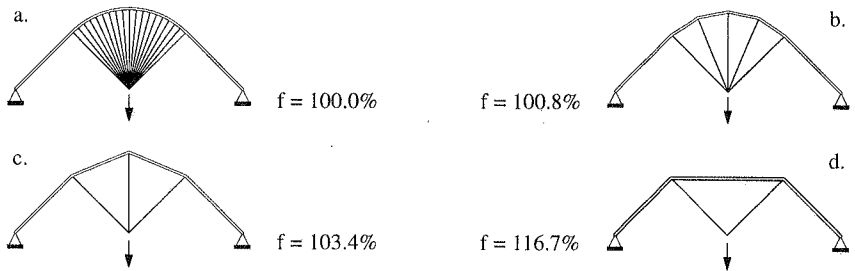 a.
f = 100.0%
b.
f = 100.8%
c.
f = 103.4%
d.
f = 116.7%